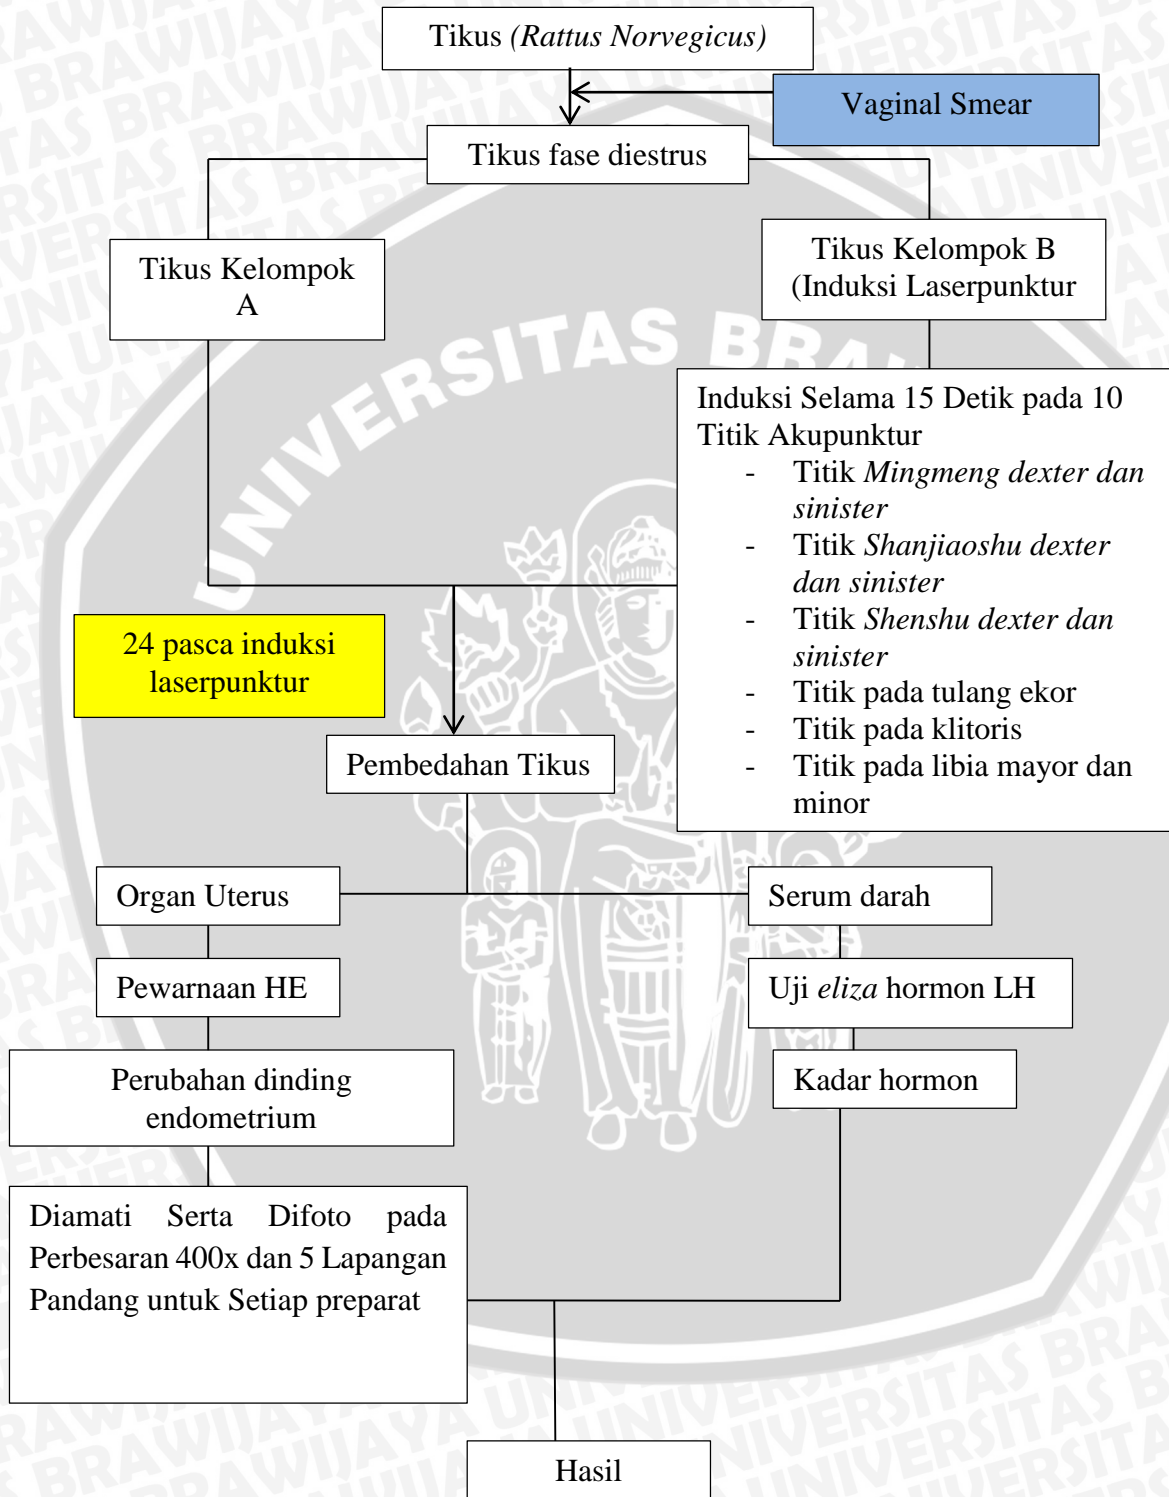 Tikus (Rattus Norvegicus)
Vaginal Smear
Tikus fase diestrus
Tikus Kelompok
A
Tikus Kelompok B
(Induksi Laserpunktur
Induksi Selama 15 Detik pada 10
Titik Akupunktur
- Titik Mingmeng dexter dan
sinister
- Titik Shanjiaoshu dexter
dan sinister
- Titik Shenshu dexter dan
sinister
- Titik pada tulang ekor
- Titik pada klitoris
- Titik pada libia mayor dan
minor
24 pasca induksi
laserpunktur
Pembedahan Tikus
Organ Uterus
Serum darah
Pewarnaan HE
Uji eliza hormon LH
Perubahan dinding
endometrium
Kadar hormon
Diamati Serta Difoto pada
Perbesaran 400x dan 5 Lapangan
Pandang untuk Setiap preparat
Hasil
UNIVERSITAS BRA